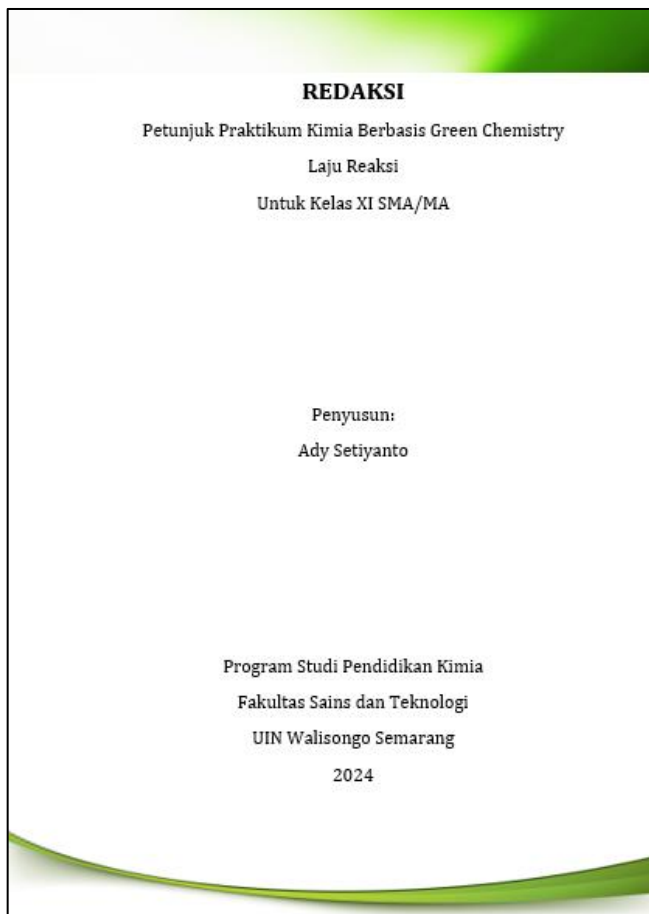 REDAKSI
Petunjuk Praktikum Kimia Berbasis Green Chemistry
Laju Reaksi
Untuk Kelas XI SMA/MA
Penyusun:
Ady Setiyanto
Program Studi Pendidikan Kimia
Fakultas Sains dan Teknologi
UIN Walisongo Semarang
2024